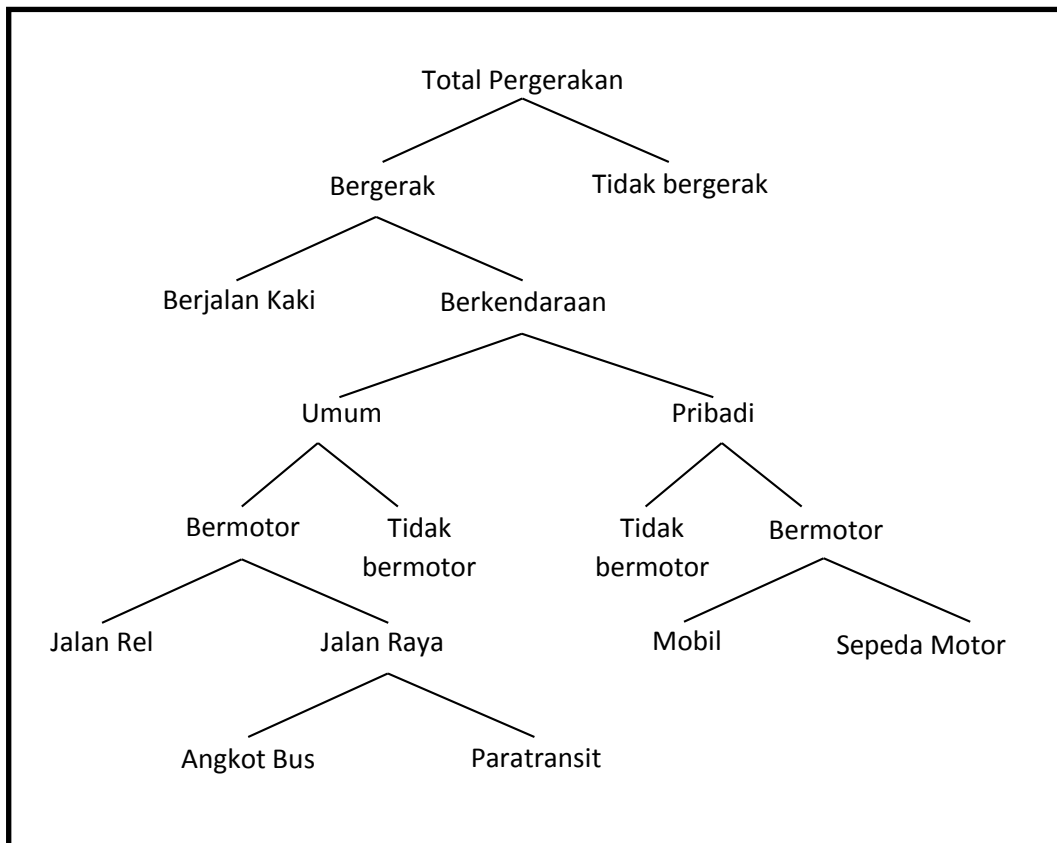 Total Pergerakan
Bergerak
Tidak bergerak
Berjalan Kaki
Berkendaraan
Umum
Pribadi
Bermotor
Tidak
bermotor
Tidak
bermotor
Bermotor
Jalan Rel
Jalan Raya
Mobil
Sepeda Motor
Angkot Bus
Paratransit